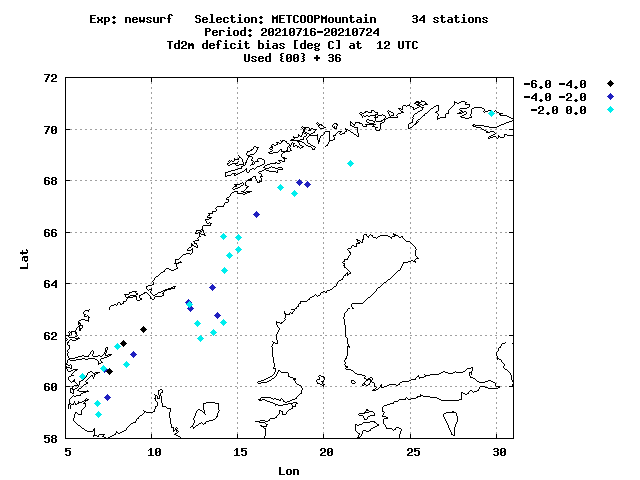 Exp: newsurf   Selection: METCOOPMountain     34 stations
Period: 20210716-20210724
Td2m deficit bias [deg C] at  12 UTC
Used {00} + 36
-6.0 -4.0
-4.0 -2.0
-2.0 0.0
72
70
68
66
64
62
60
58
Lat
5 10 15 20 25 30
Lon